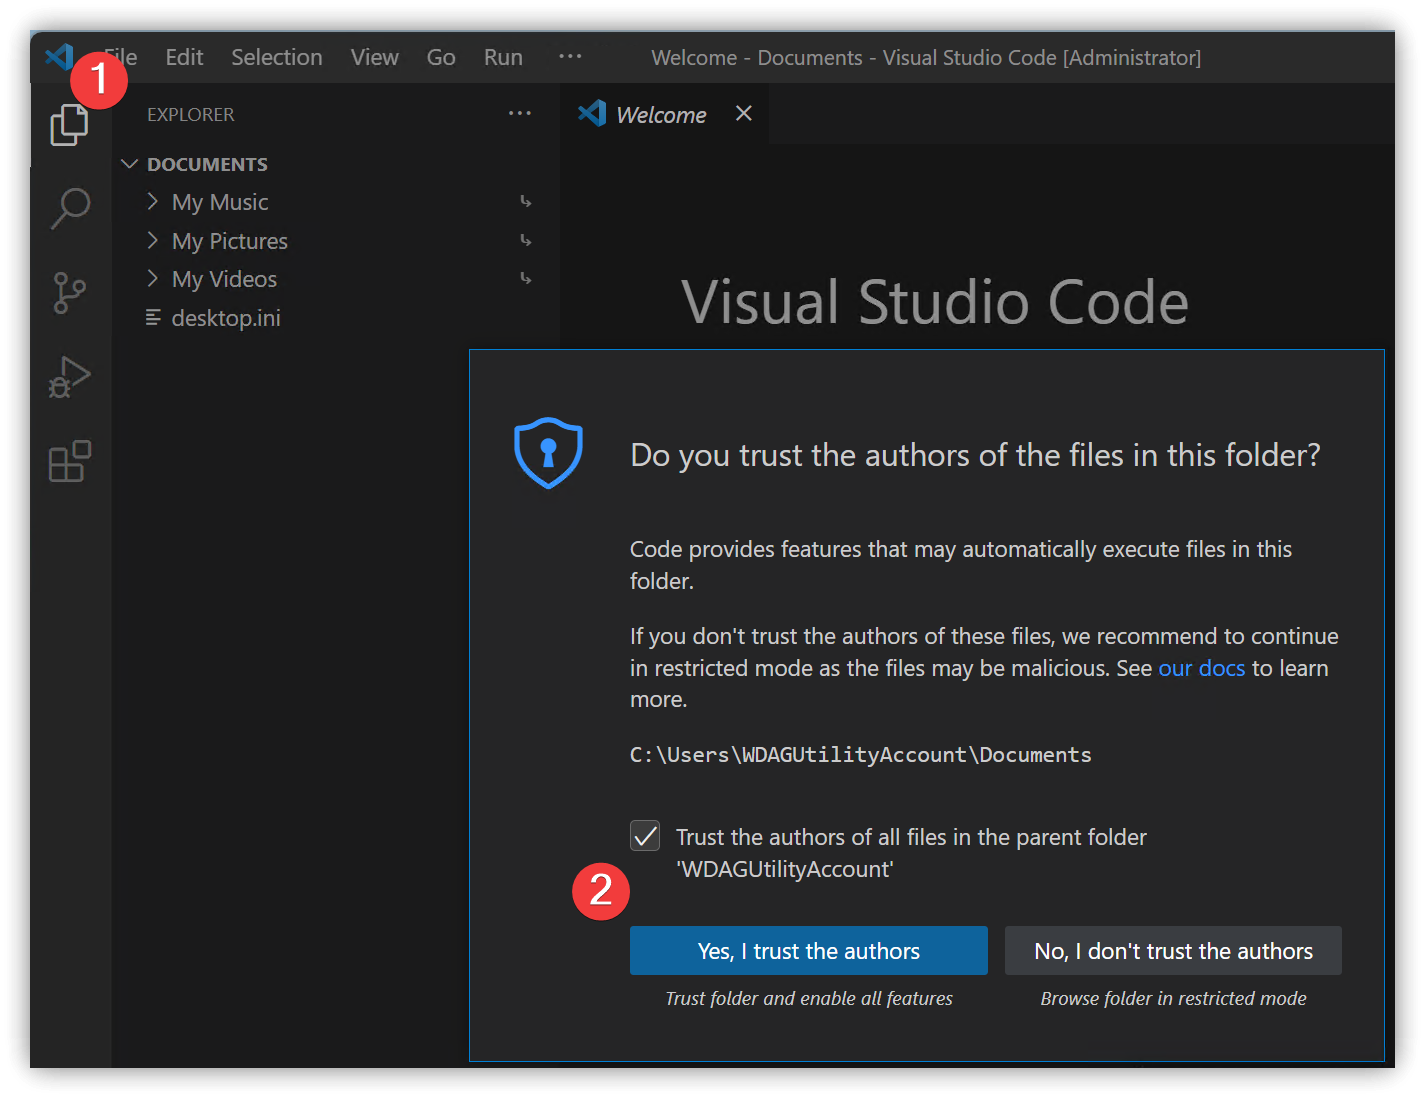 File Edit Selection View Go Run ··· Welcome - Documents - Visual Studio Code [Administrator]
1
EXPLORER ···
Welcome
DOCUMENTS
My Music
My Pictures
My Videos
desktop.ini
Visual Studio Code
Do you trust the authors of the files in this folder?
Code provides features that may automatically execute files in this
folder.
If you don't trust the authors of these files, we recommend to continue
in restricted mode as the files may be malicious. See our docs to learn
more.
C:\Users\WDAGUtilityAccount\Documents
Trust the authors of all files in the parent folder
'WDAGUtilityAccount'
2
Yes, I trust the authors
No, I don't trust the authors
Trust folder and enable all features
Browse folder in restricted mode